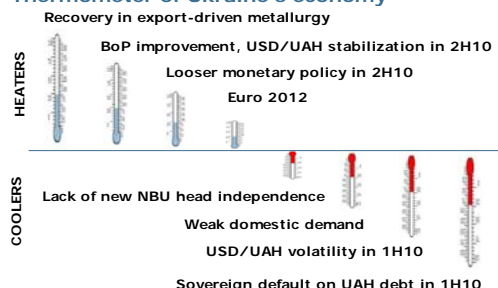 Thermometer of Ukraine's economy
Recovery in export-driven metallurgy
BoP improvement, USD/UAH stabilization in 2H10
Looser monetary policy in 2H10
Euro 2012
HEATERS
COOLERS
Lack of new NBU head independence
Weak domestic demand
USD/UAH volatility in 1H10
Sovereign default on UAH debt in 1H10